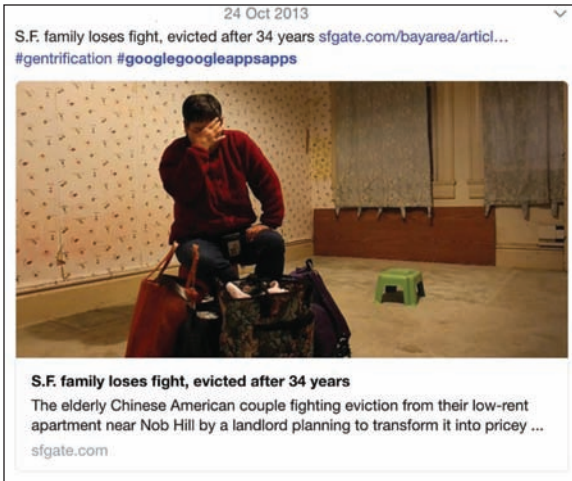 24 Oct 2013
S.F. family loses fight, evicted after 34 years sfgate.com/bayarea/articl...
#gentrification #googlegoogleappsapps
S.F. family loses fight, evicted after 34 years
The elderly Chinese American couple fighting eviction from their low-rent
apartment near Nob Hill by a landlord planning to transform it into pricey ...
sfgate.com